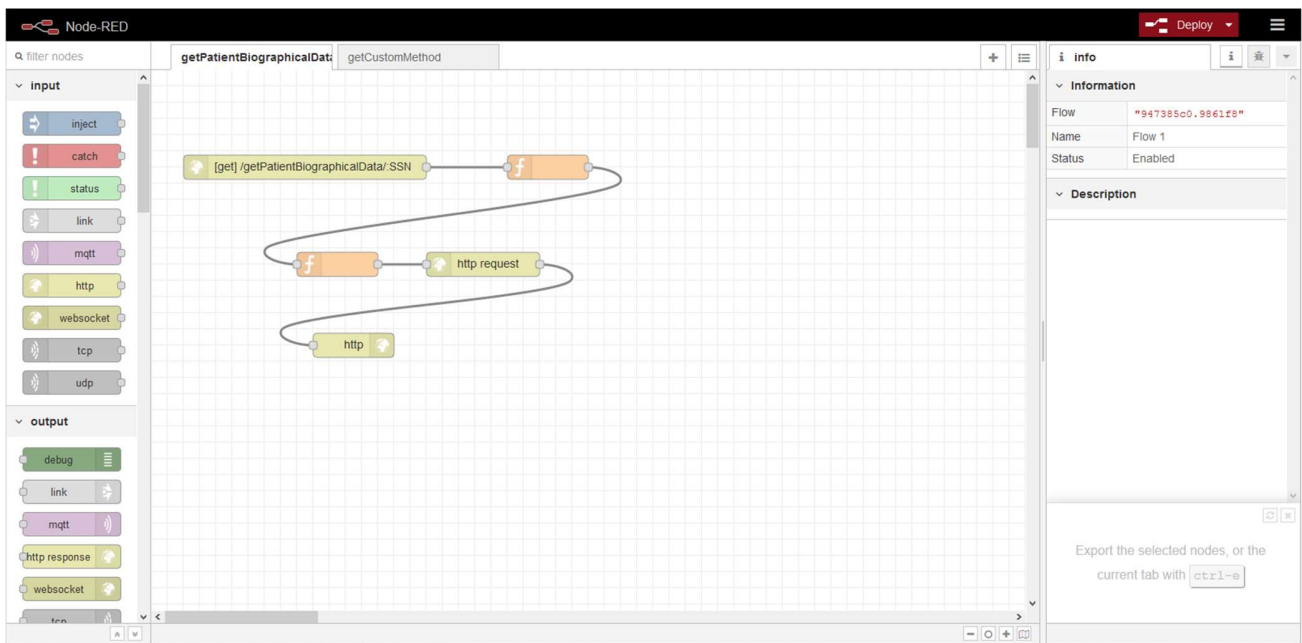 Node-RED
Deploy
filter nodes
getPatientBiographicalData
getCustomMethod
i info
i
input
Information
inject
Flow
"947385c0.9861f8"
Name
Flow 1
catch
Status
Enabled
[get] /getPatientBiographicalData/:SSN
f
status
Description
link
mqtt
f
http request
http
websocket
http
tcp
udp
output
debug
link
mqtt
Export the selected nodes, or the
http response
current tab with ctrl-e
websocket
tcp